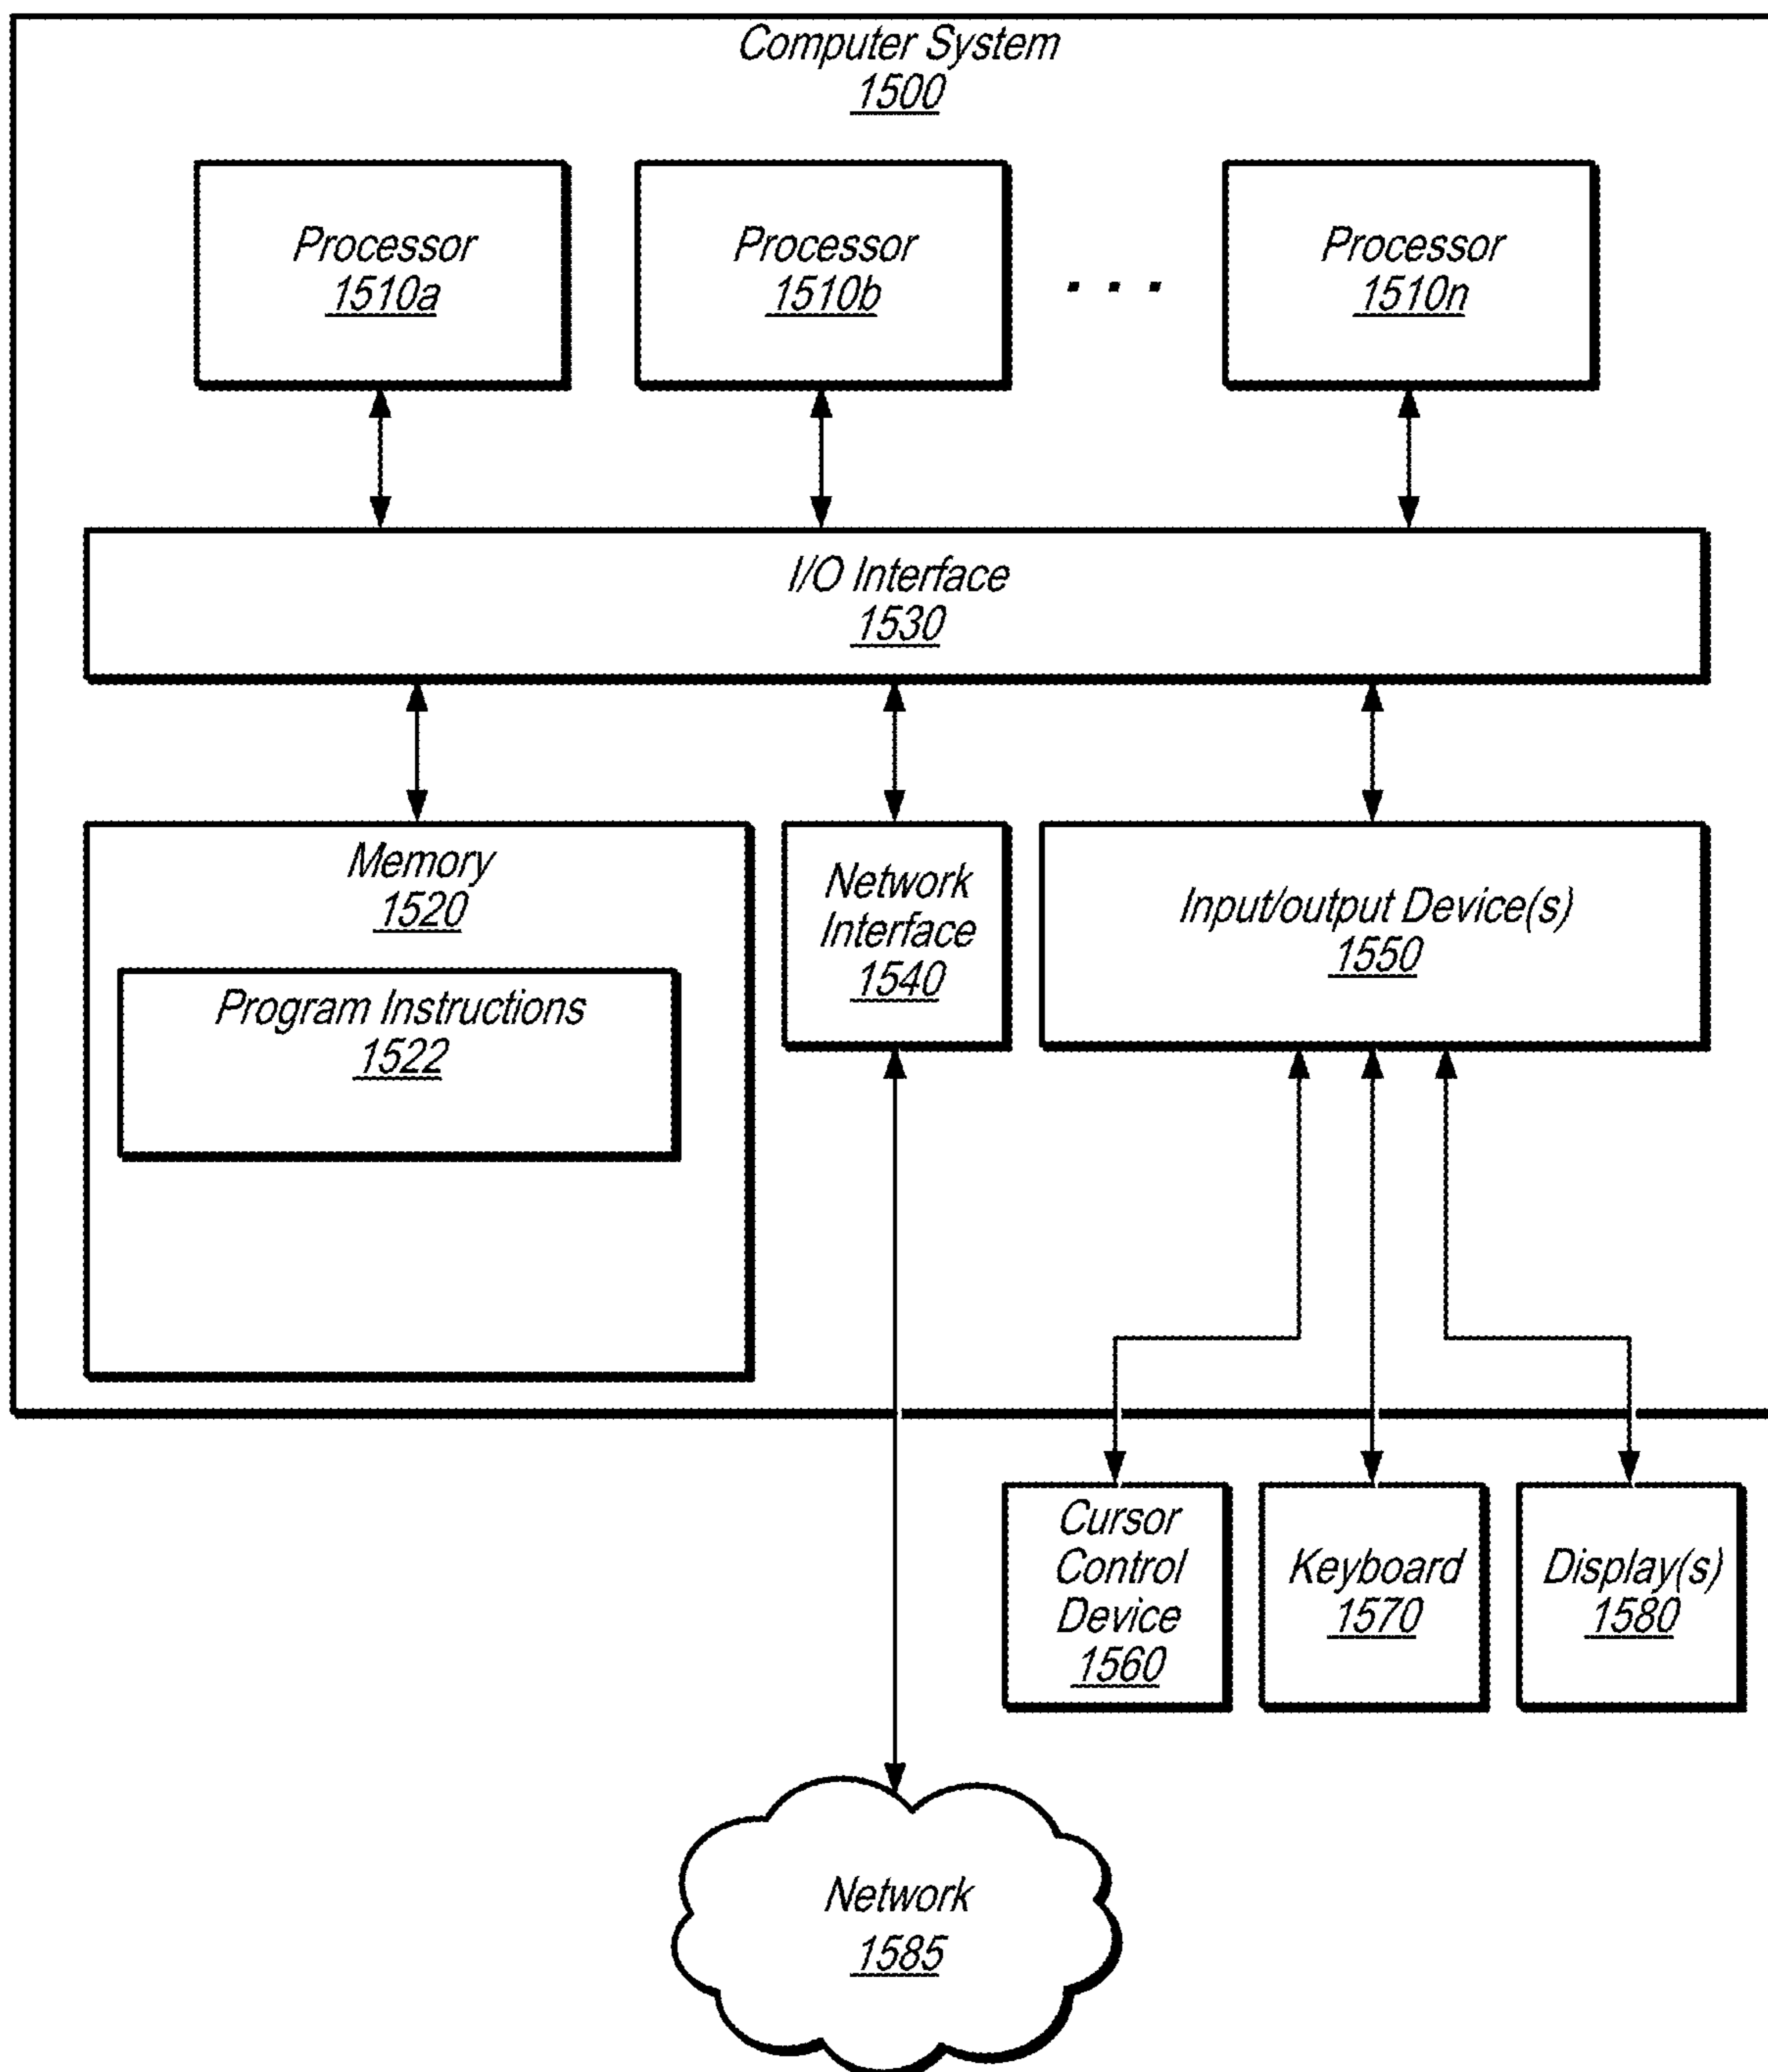 Computer System
1500
Processor
1510a
Processor
1510b
. . .
Processor
1510n
I/O Interface
1530
Memory
1520
Program Instructions
1522
Network
Interface
1540
Input/output Device(s)
1550
Cursor
Control
Device
1560
Keyboard
1570
Display(s)
1580
Network
1585